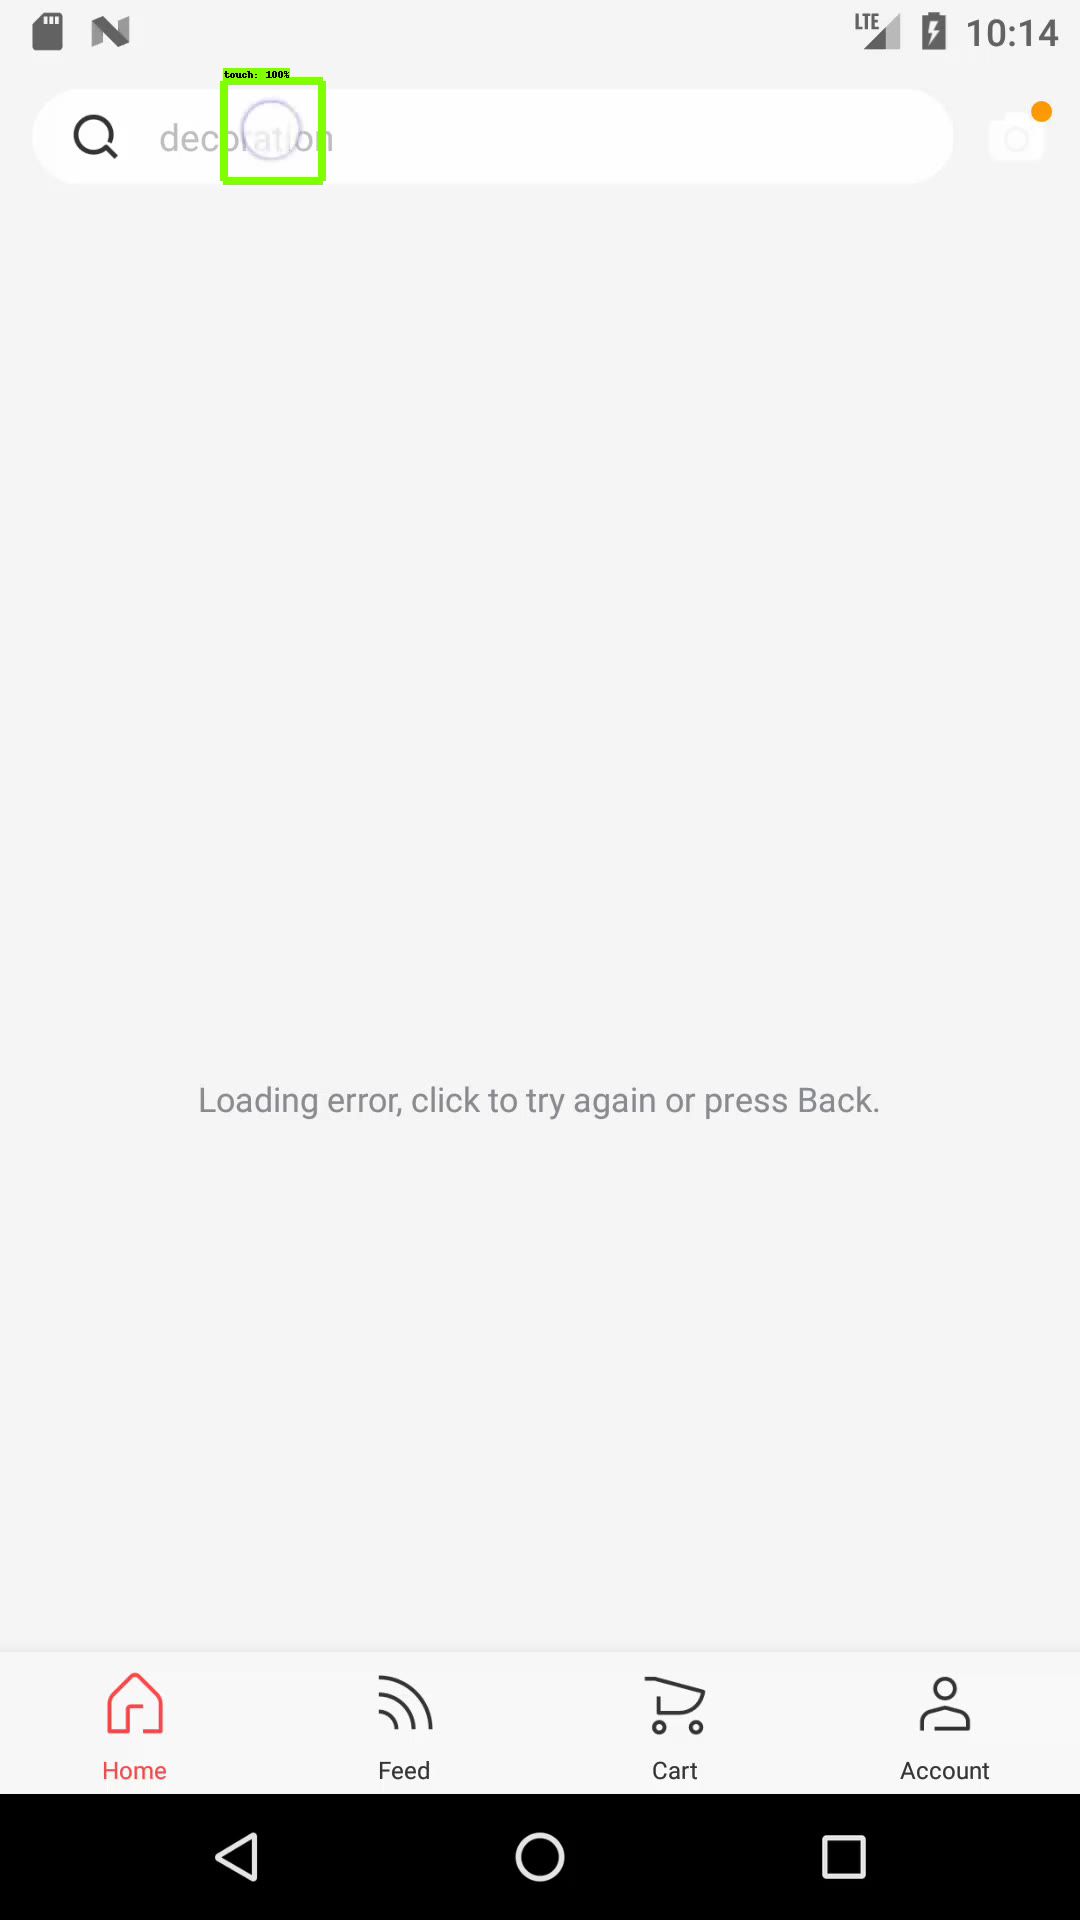 LTE 10:14
touch: 100%
decoration
Loading error, click to try again or press Back.
Home Feed Cart Account